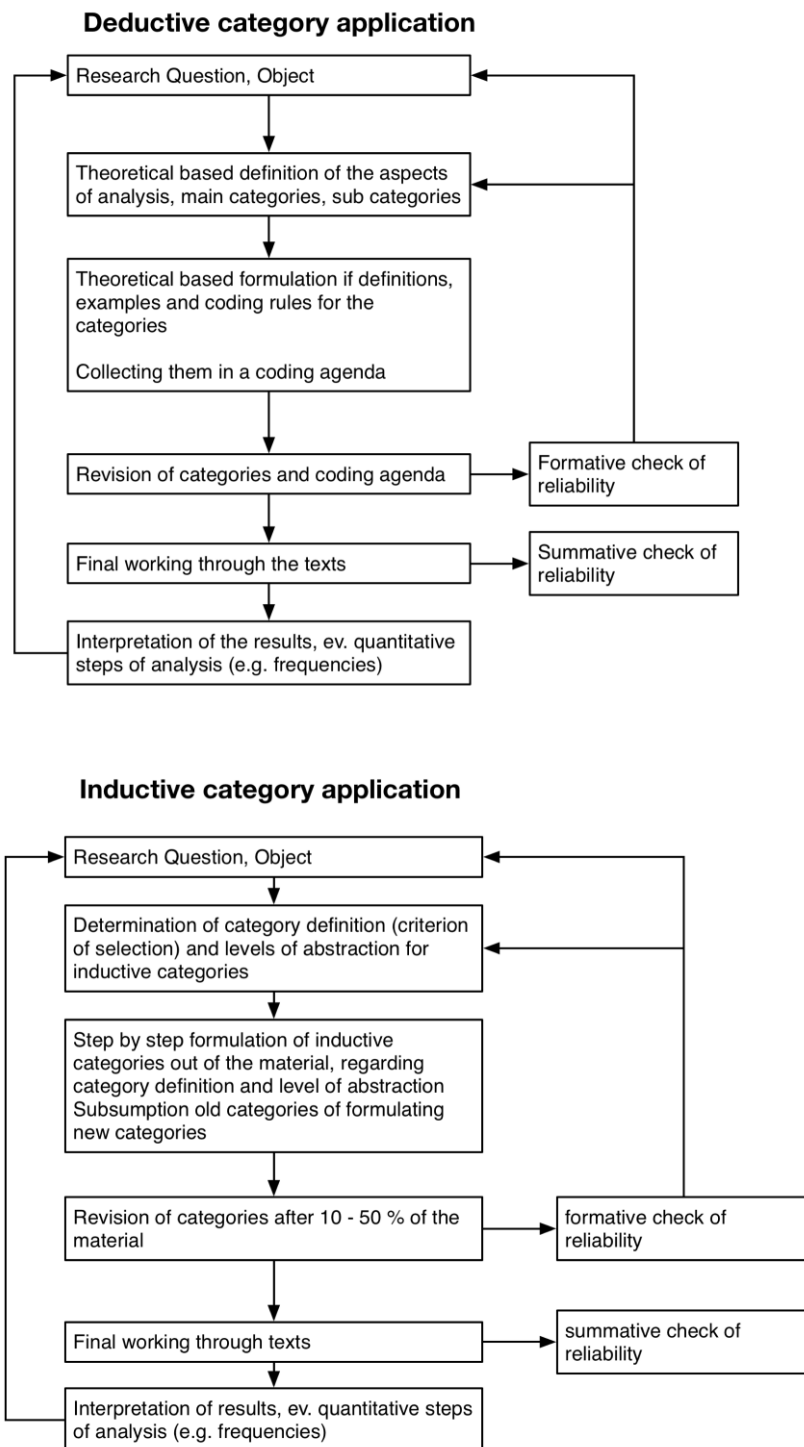 Deductive category application
Research Question, Object
Theoretical based definition of the aspects
of analysis, main categories, sub categories
Theoretical based formulation if definitions,
examples and coding rules for the
categories
Collecting them in a coding agenda
Revision of categories and coding agenda
Formative check of
reliability
Final working through the texts
Summative check of
reliability
Interpretation of the results, ev. quantitative
steps of analysis (e.g. frequencies)
Inductive category application
Research Question, Object
Determination of category definition (criterion
of selection) and levels of abstraction for
inductive categories
Step by step formulation of inductive
categories out of the material, regarding
category definition and level of abstraction
Subsumption old categories of formulating
new categories
Revision of categories after 10 - 50 % of the
material
formative check of
reliability
Final working through texts
summative check of
reliability
Interpretation of results, ev. quantitative steps
of analysis (e.g. frequencies)